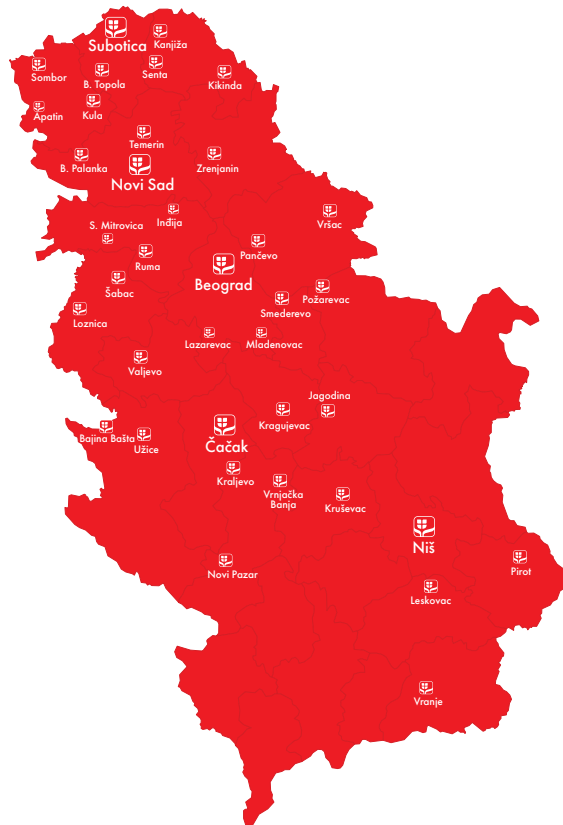 Subotica
Kanjiža
Sombor
B. Topola
Senta
Kikinda
Apatin
Kula
Temerin
B. Palanka
Novi Sad
Zrenjanin
S. Mitrovica
Inđija
Vršac
Pančevo
Ruma
Šabac
Beograd
Požarevac
Smederevo
Loznica
Lazarevac
Mladenovac
Valjevo
Jagodina
Kragujevac
Bajina Bašta
Užice
Čačak
Kraljevo
Vrnjačka
Banja
Kruševac
Niš
Novi Pazar
Pirot
Leskovac
Vranje